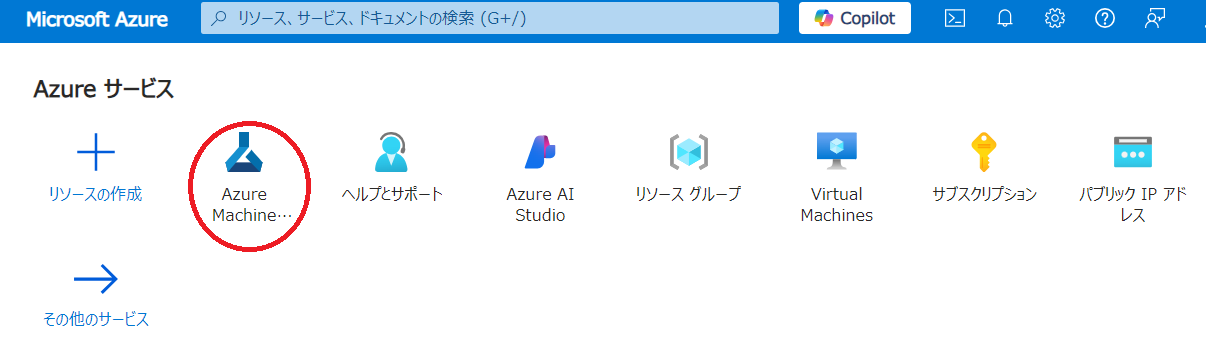 Microsoft Azure
リソース、サービス、ドキュメントの検索 (G+/)
Copilot
Azure サービス
リソースの作成
Azure
Machine…
ヘルプとサポート
Azure AI
Studio
リソース グループ
Virtual
Machines
サブスクリプション
パブリック IP アド
レス
その他のサービス